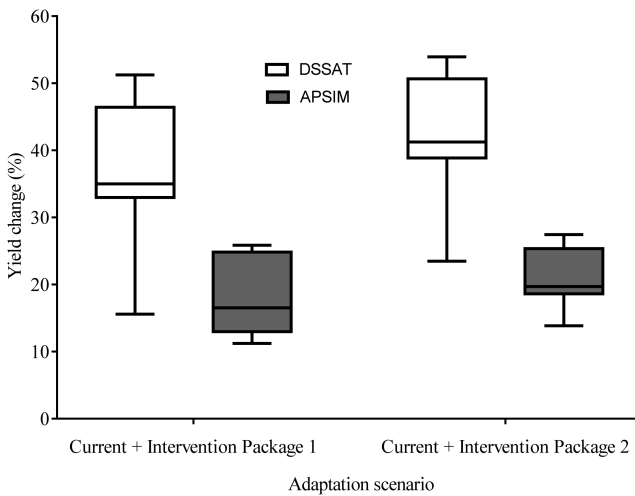 60
50
40
30
20
10
0
Yield change (%)
DSSAT
APSIM
Current + Intervention Package 1
Current + Intervention Package 2
Adaptation scenario